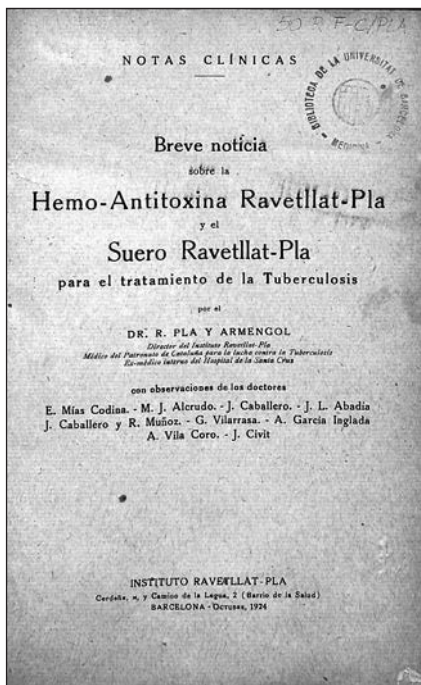 50 P. F-C/PLA
NOTAS CLÍNICAS
BIBLIOTECA DE LA UNIVERSITAT DE BARCELONA
MEDICINA
Breve noticia
sobre la
Hemo-Antitoxina Ravetllat-Pla
y el
Suero Ravetllat-Pla
para el tratamiento de la Tuberculosis
por el
DR. R. PLA Y ARMENGOL
Director del Instituto Ravetllat-Pla
Médico del Patronato de Cataluña para la lucha contra la Tuberculosis
Ex-médico interno del Hospital de la Santa Cruz
con observaciones de los doctores
E. Mías Codina. - M. J. Alcrudo. - J. Caballero. - J. L. Abadía
J. Caballero y R. Muñoz. - G. Vilarrasa. - A. García Inglada
A. Vila Coro. - J. Civit
INSTITUTO RAVETLLAT-PLA
Cerdeña, y Camino de la Legua, 2 (Barrio de la Salud)
BARCELONA - Octubre, 1924